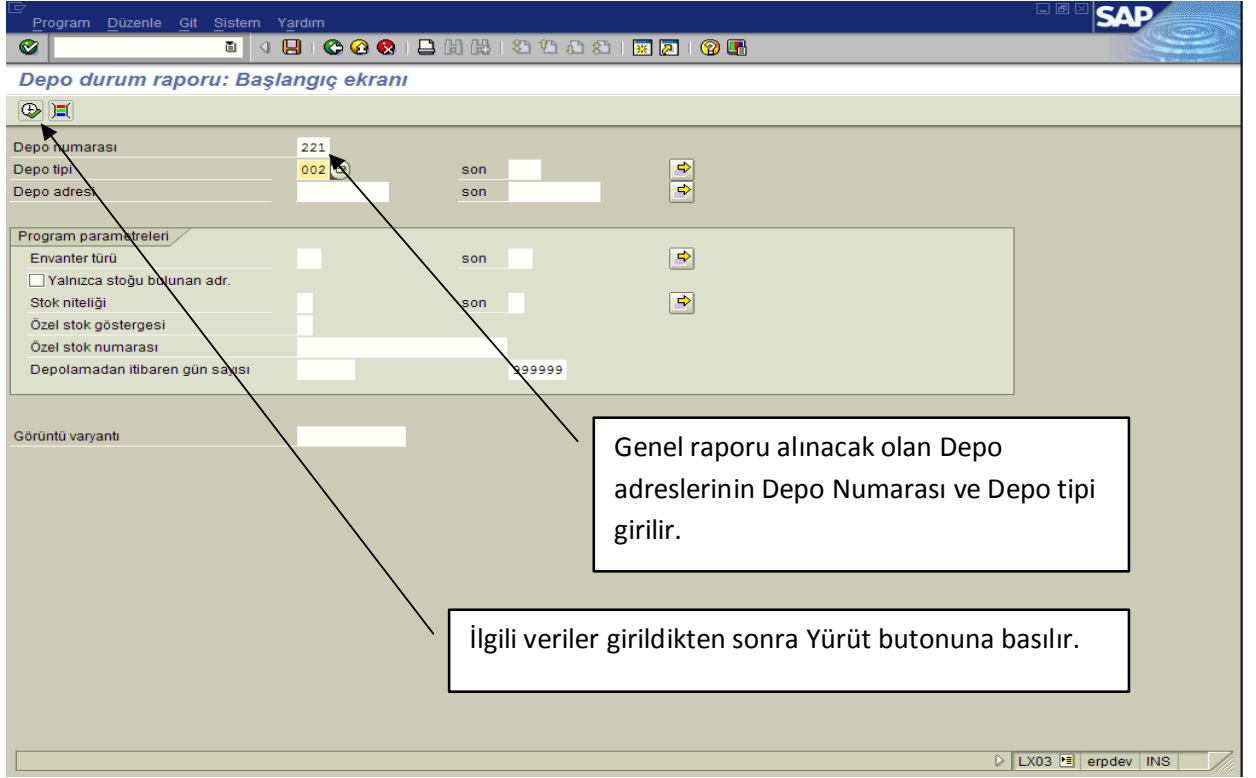 Program Düzenle Git Sistem Yardım
SAP
Depo durum raporu: Başlangıç ekranı
Depo numarası 221
Depo tipi 002 son
Depo adresi son
Program parametreleri
Envanter türü son
Yalnızca stoğu bulunan adr.
Stok niteliği son
Özel stok göstergesi
Özel stok numarası
Depolamadan itibaren gün sayısı 999999
Görüntü varyantı
Genel raporu alınacak olan Depo
adreslerinin Depo Numarası ve Depo tipi
girilir.
İlgili veriler girildikten sonra Yürüt butonuna basılır.
LX03 erpdev INS